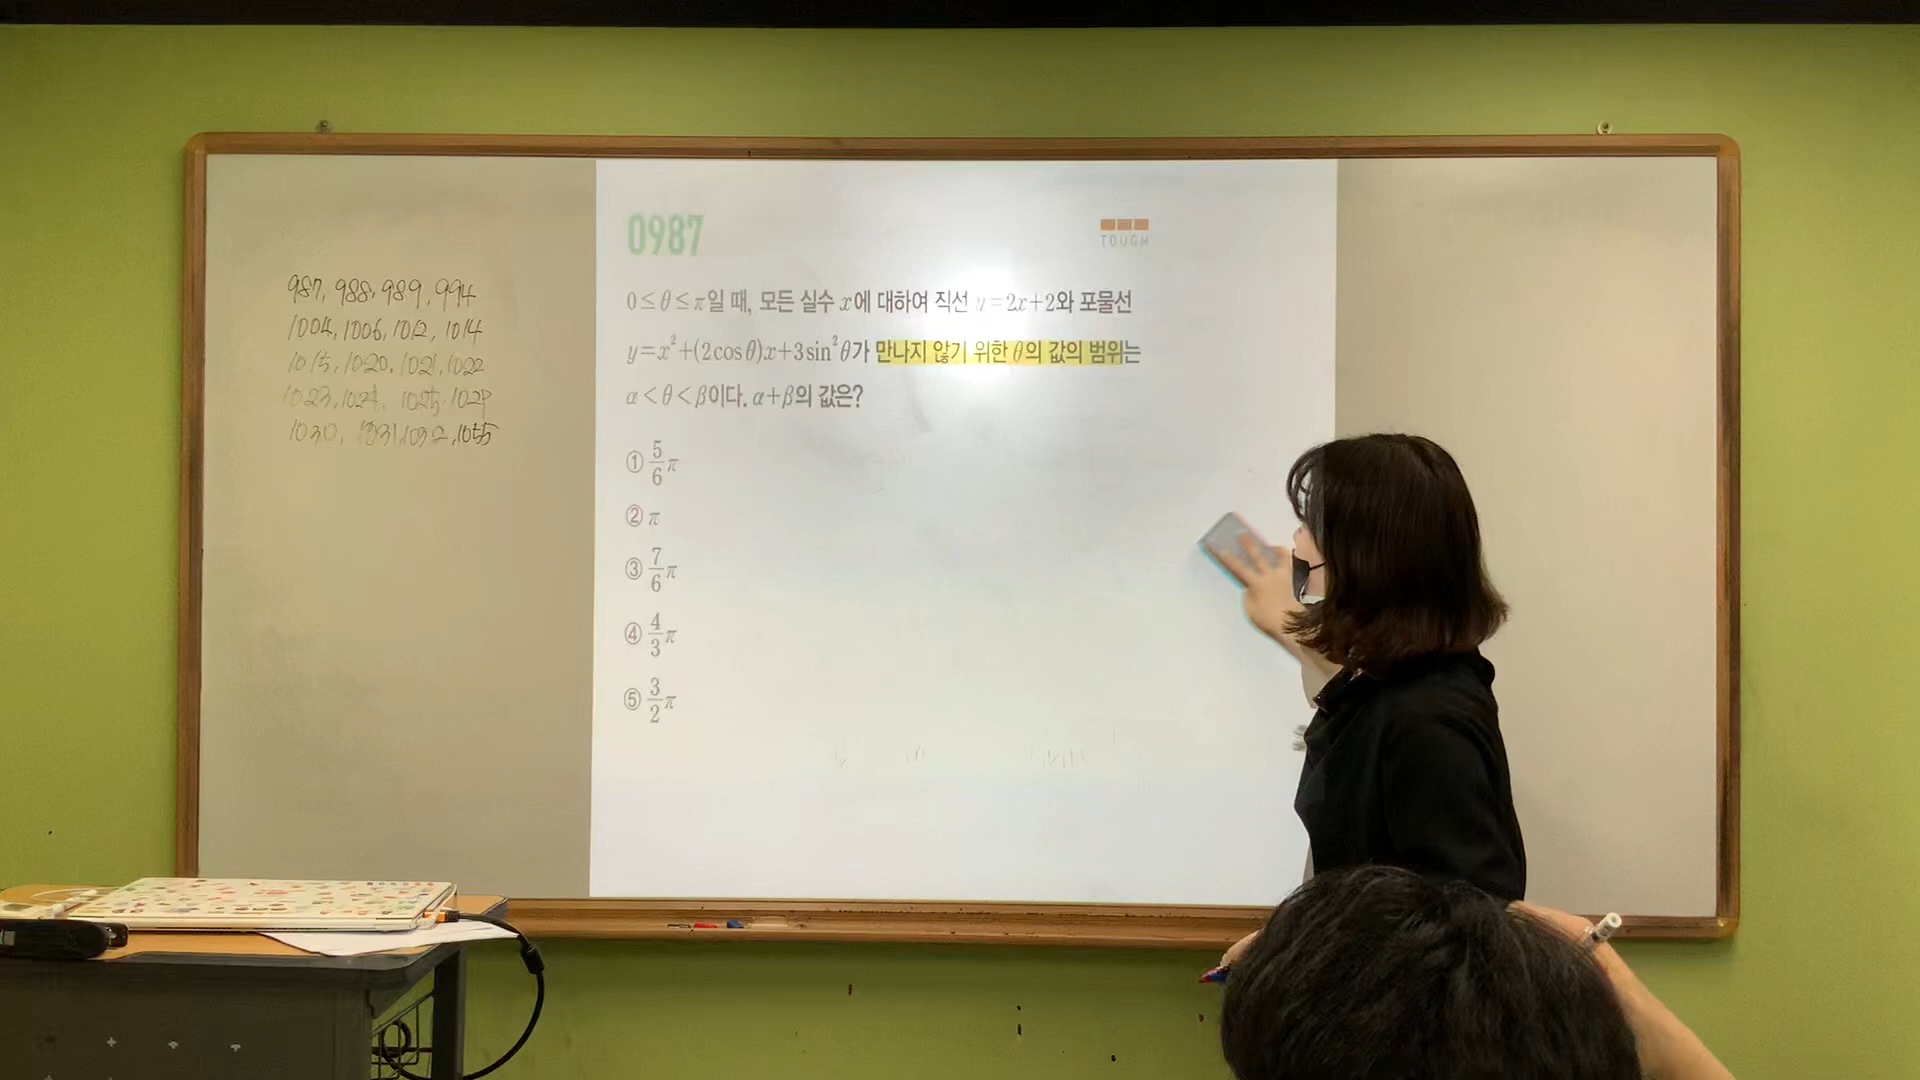 987, 988, 989, 994
1004, 1006, 1012, 1014
1015, 1020, 1021, 1022
1023, 1024, 1025, 1029
1030, 1031, 1032, 1055
0987
TOUGH
0≤θ≤π일 때, 모든 실수 x에 대하여 직선 y=2x+2와 포물선
y=x²+(2cosθ)x+3sin²θ가 만나지 않기 위한 θ의 값의 범위는
α<θ<β이다. α+β의 값은?
① 5/6 π
② π
③ 7/6 π
④ 4/3 π
⑤ 3/2 π